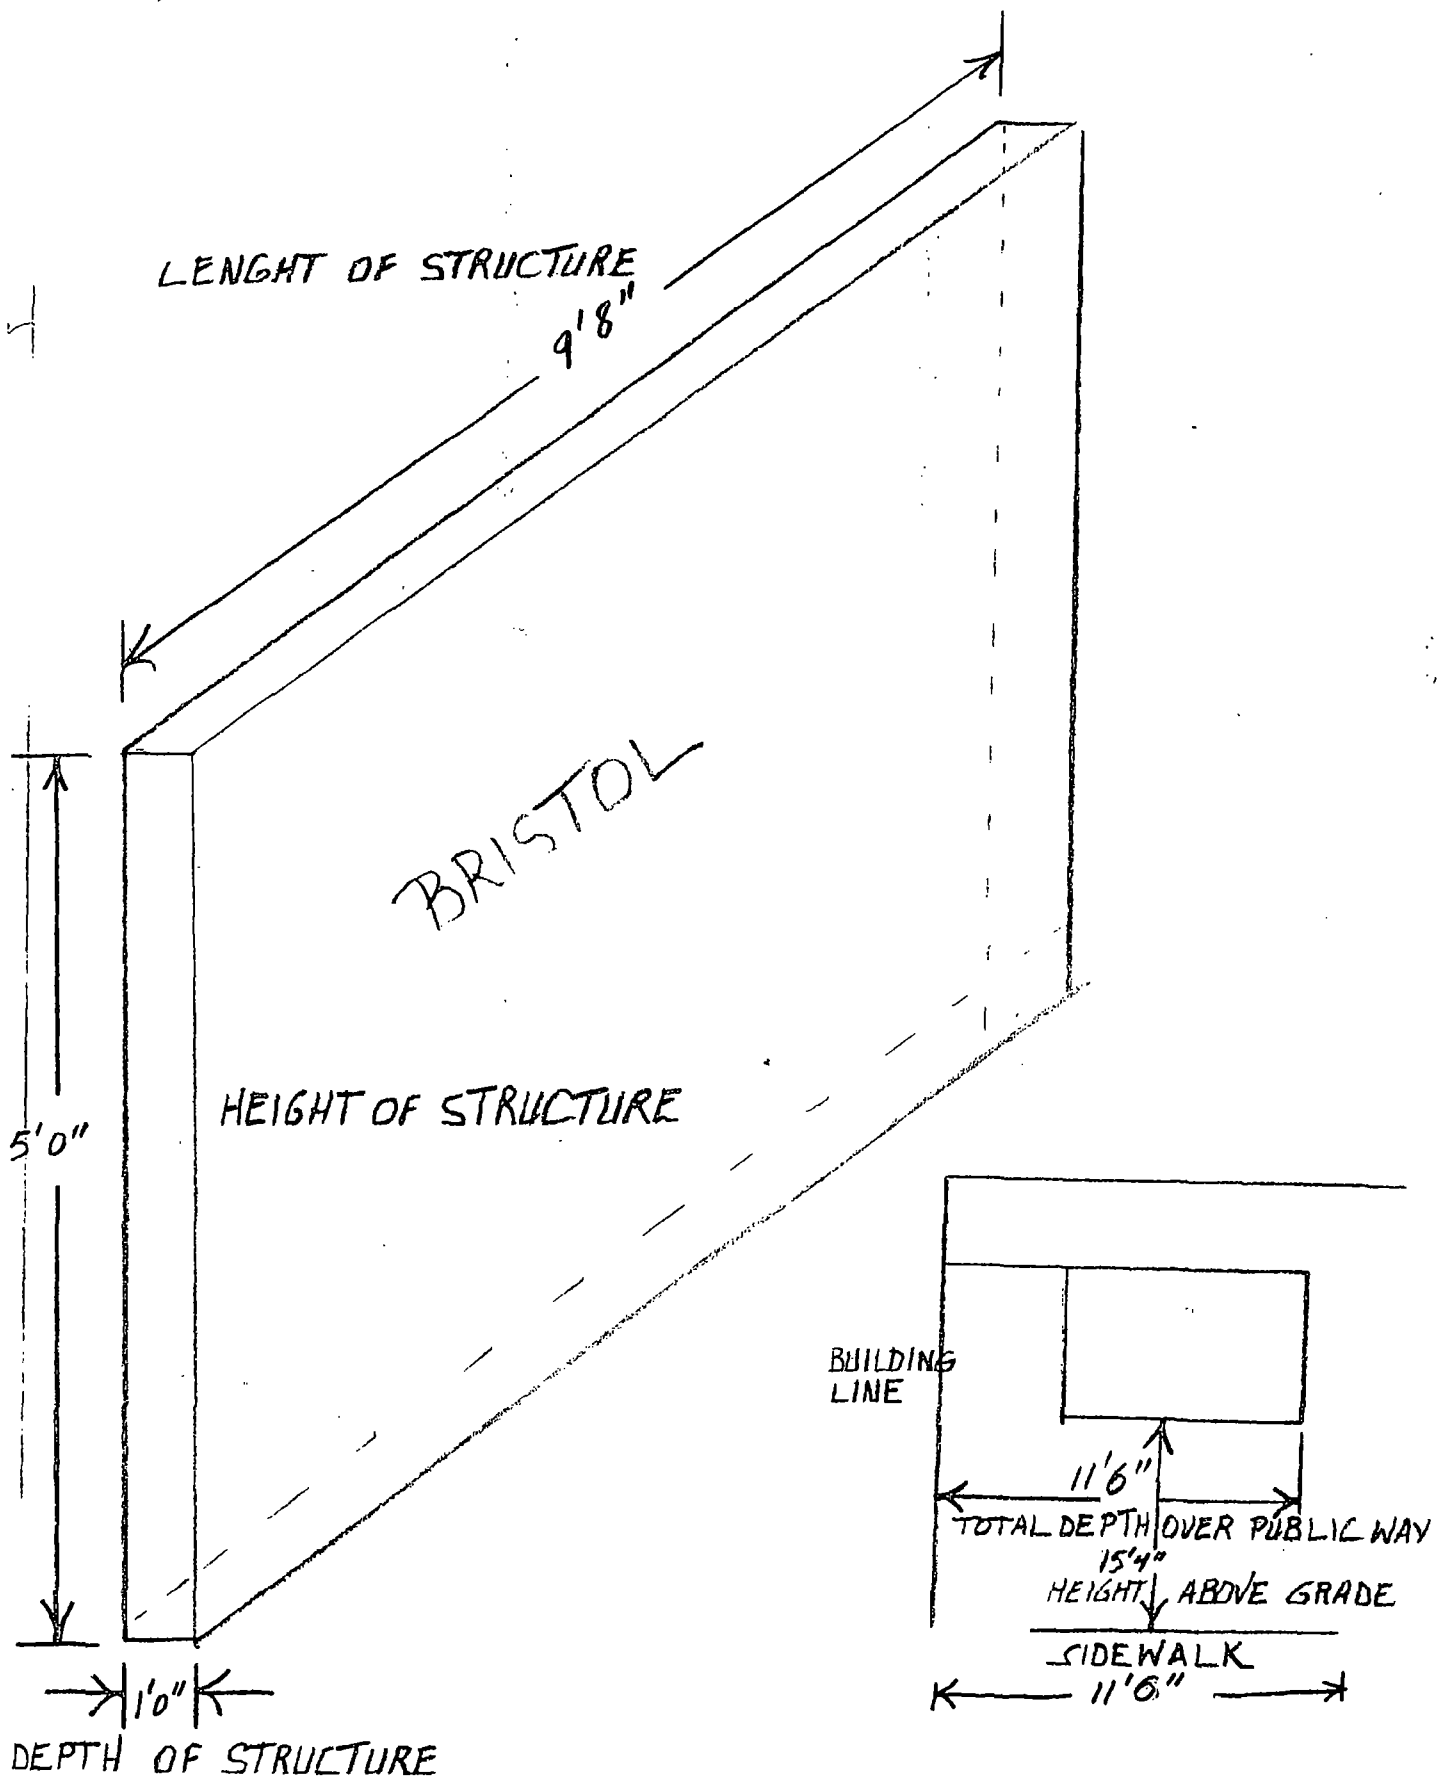 LENGHT OF STRUCTURE
9'8"
BRISTOL
HEIGHT OF STRUCTURE
5'0"
BUILDING
LINE
11'6"
TOTAL DEPTH OVER PUBLIC WAY
15'4"
HEIGHT ABOVE GRADE
SIDEWALK
11'6"
1'0"
DEPTH OF STRUCTURE